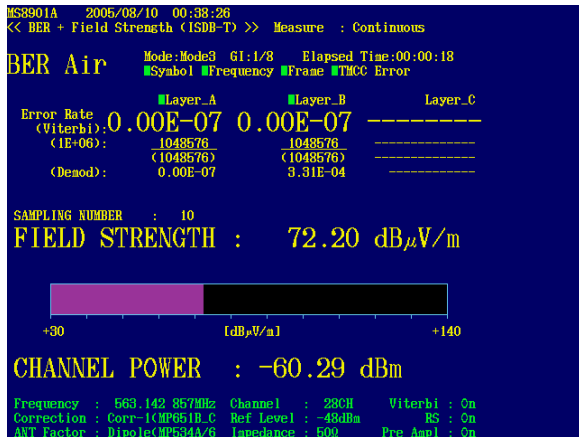 MS8901A 2005/08/10 00:38:26
<< BER + Field Strength (ISDB-T) >> Measure : Continuous
BER Air Mode:Mode3 GI:1/8 Elapsed Time:00:00:18
Symbol Frequency Frame TMCC Error
Layer_A Layer_B Layer_C
Error Rate
(Viterbi): 0.00E-07 0.00E-07 --------
(1E+06): 1048576 1048576 --------------
(1048576) (1048576) --------------
(Demod): 0.00E-07 3.31E-04 --------------
SAMPLING NUMBER : 10
FIELD STRENGTH : 72.20 dBμV/m
+30 [dBμV/m] +140
CHANNEL POWER : -60.29 dBm
Frequency : 563.142 857MHz Channel : 28CH Viterbi : On
Correction : Corr-1(MP651B_C Ref Level : -48dBm RS : On
ANT Factor : Dipole(MP534A/6 Impedance : 50Ω Pre Ampl : On